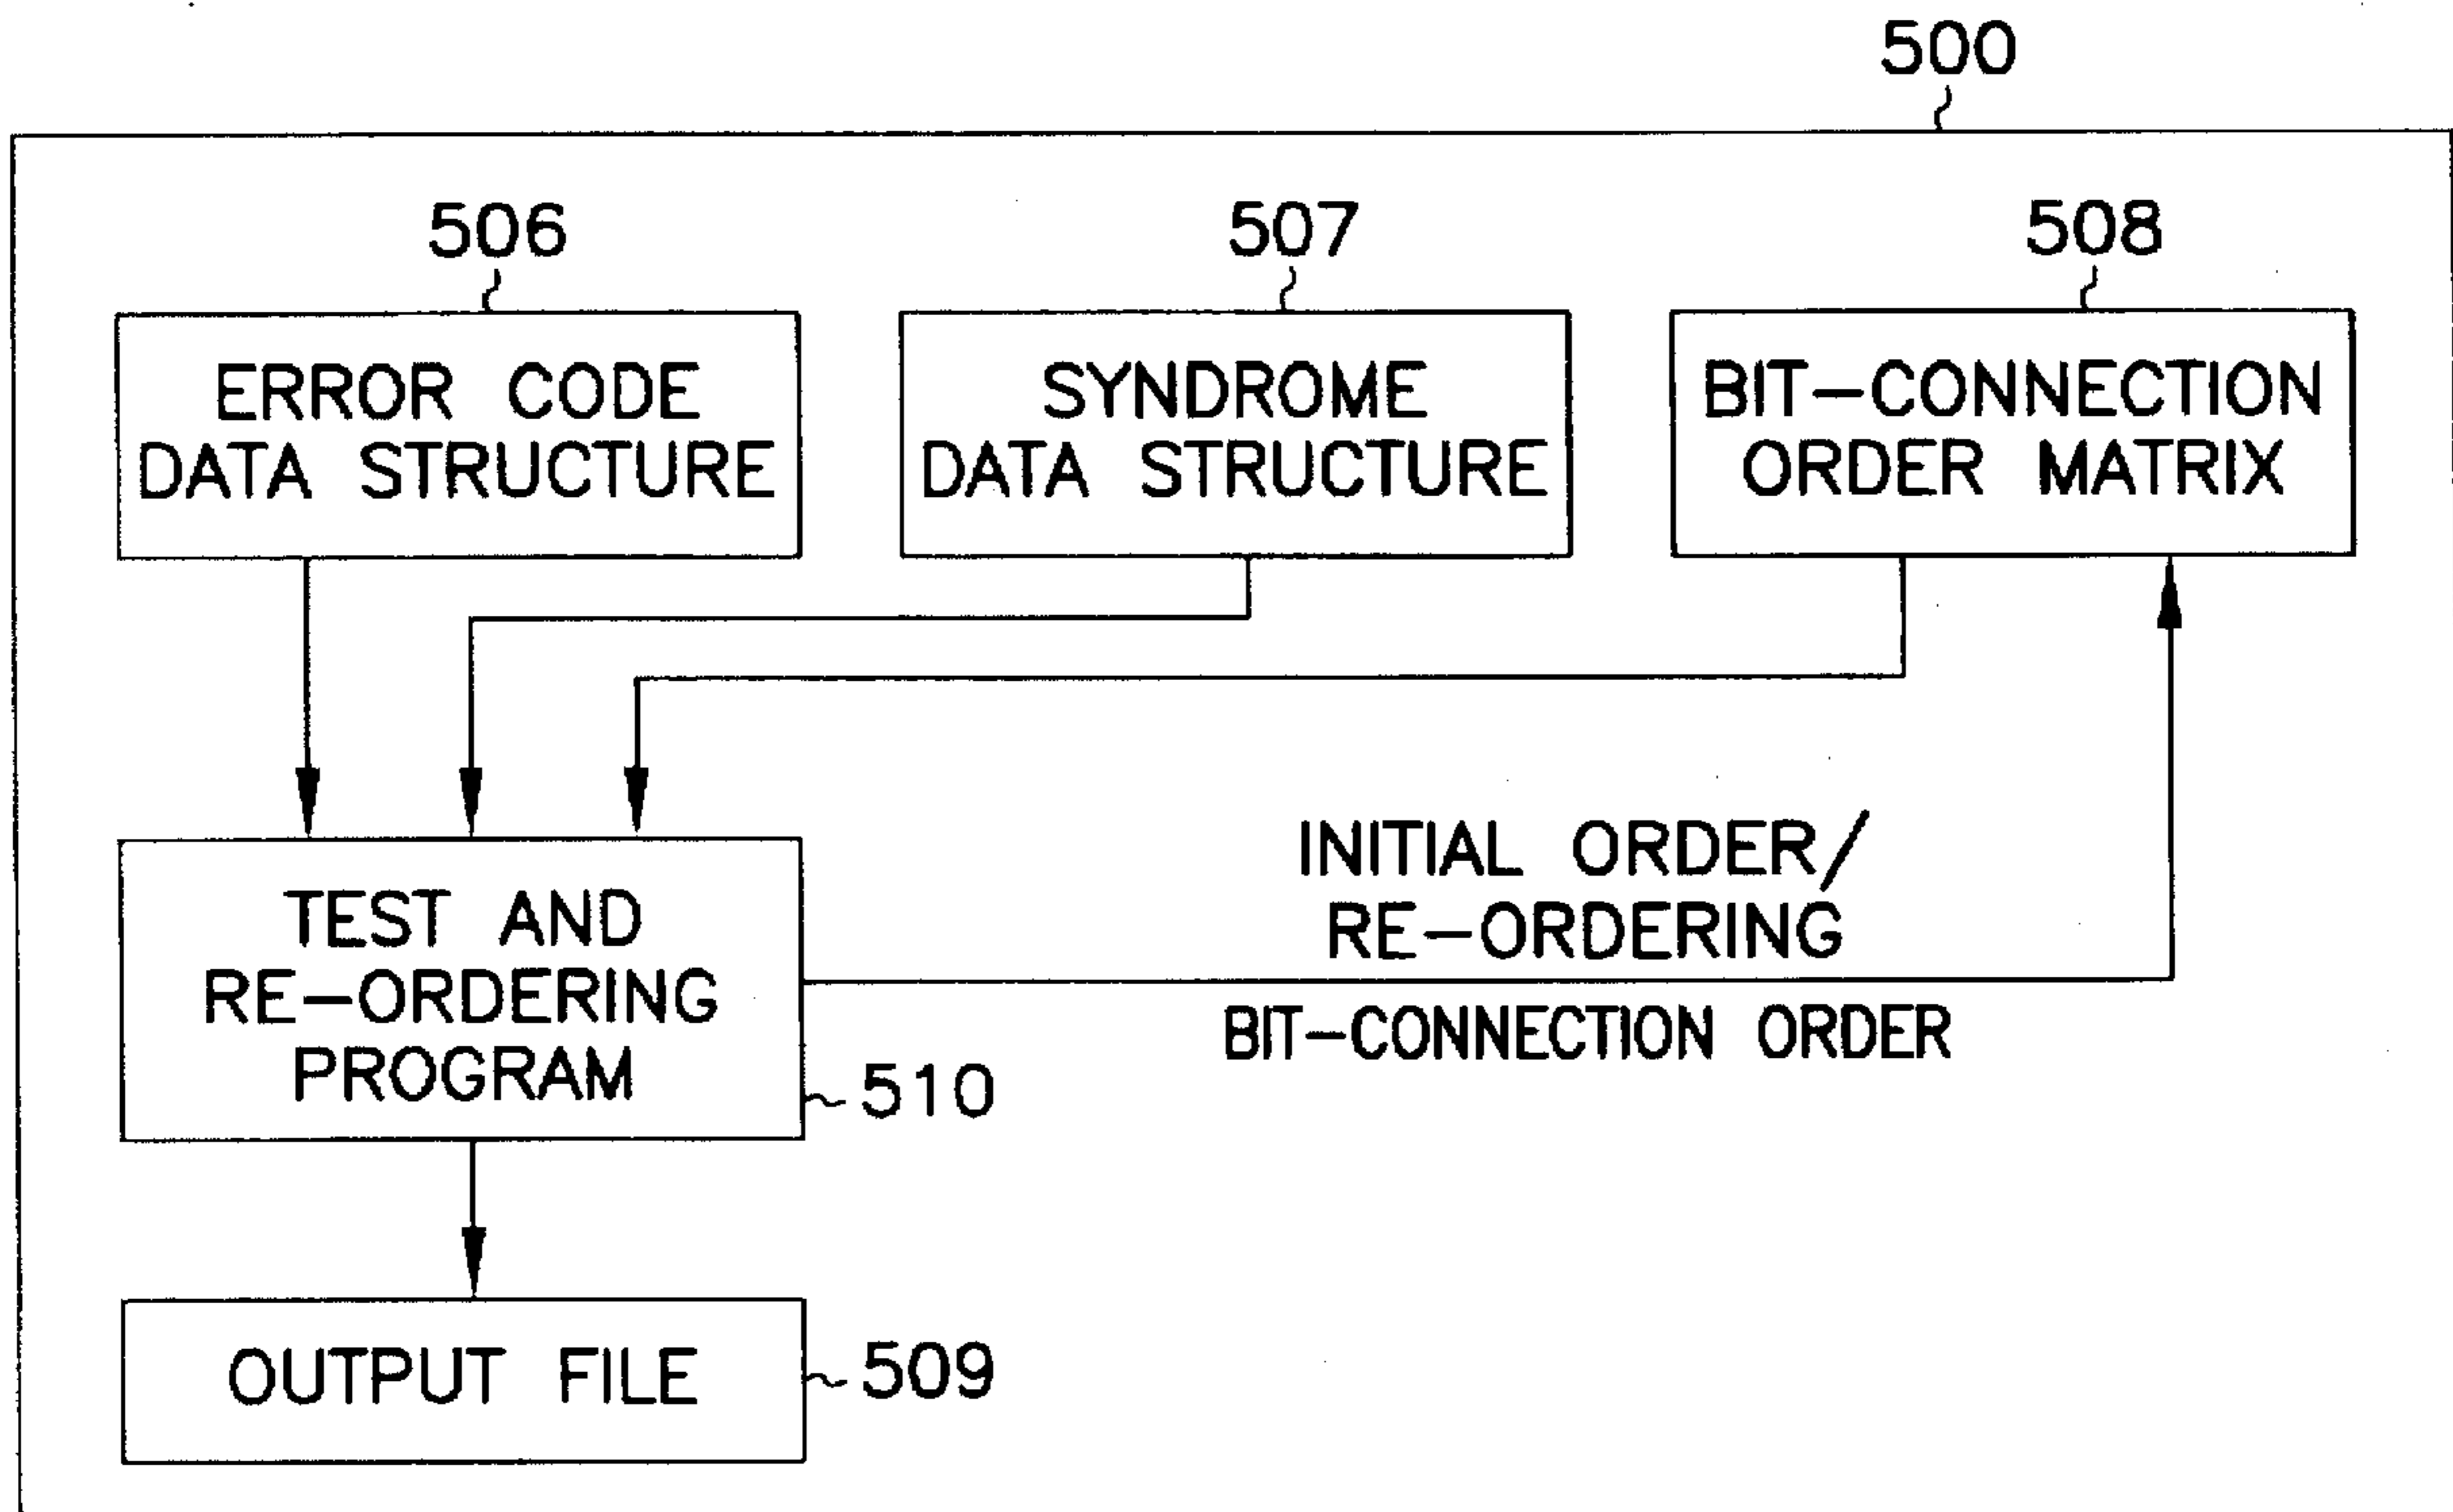 500
506
507
508
ERROR CODE
DATA STRUCTURE
SYNDROME
DATA STRUCTURE
BIT-CONNECTION
ORDER MATRIX
TEST AND
RE-ORDERING
PROGRAM
510
INITIAL ORDER/
RE-ORDERING
BIT-CONNECTION ORDER
OUTPUT FILE
509